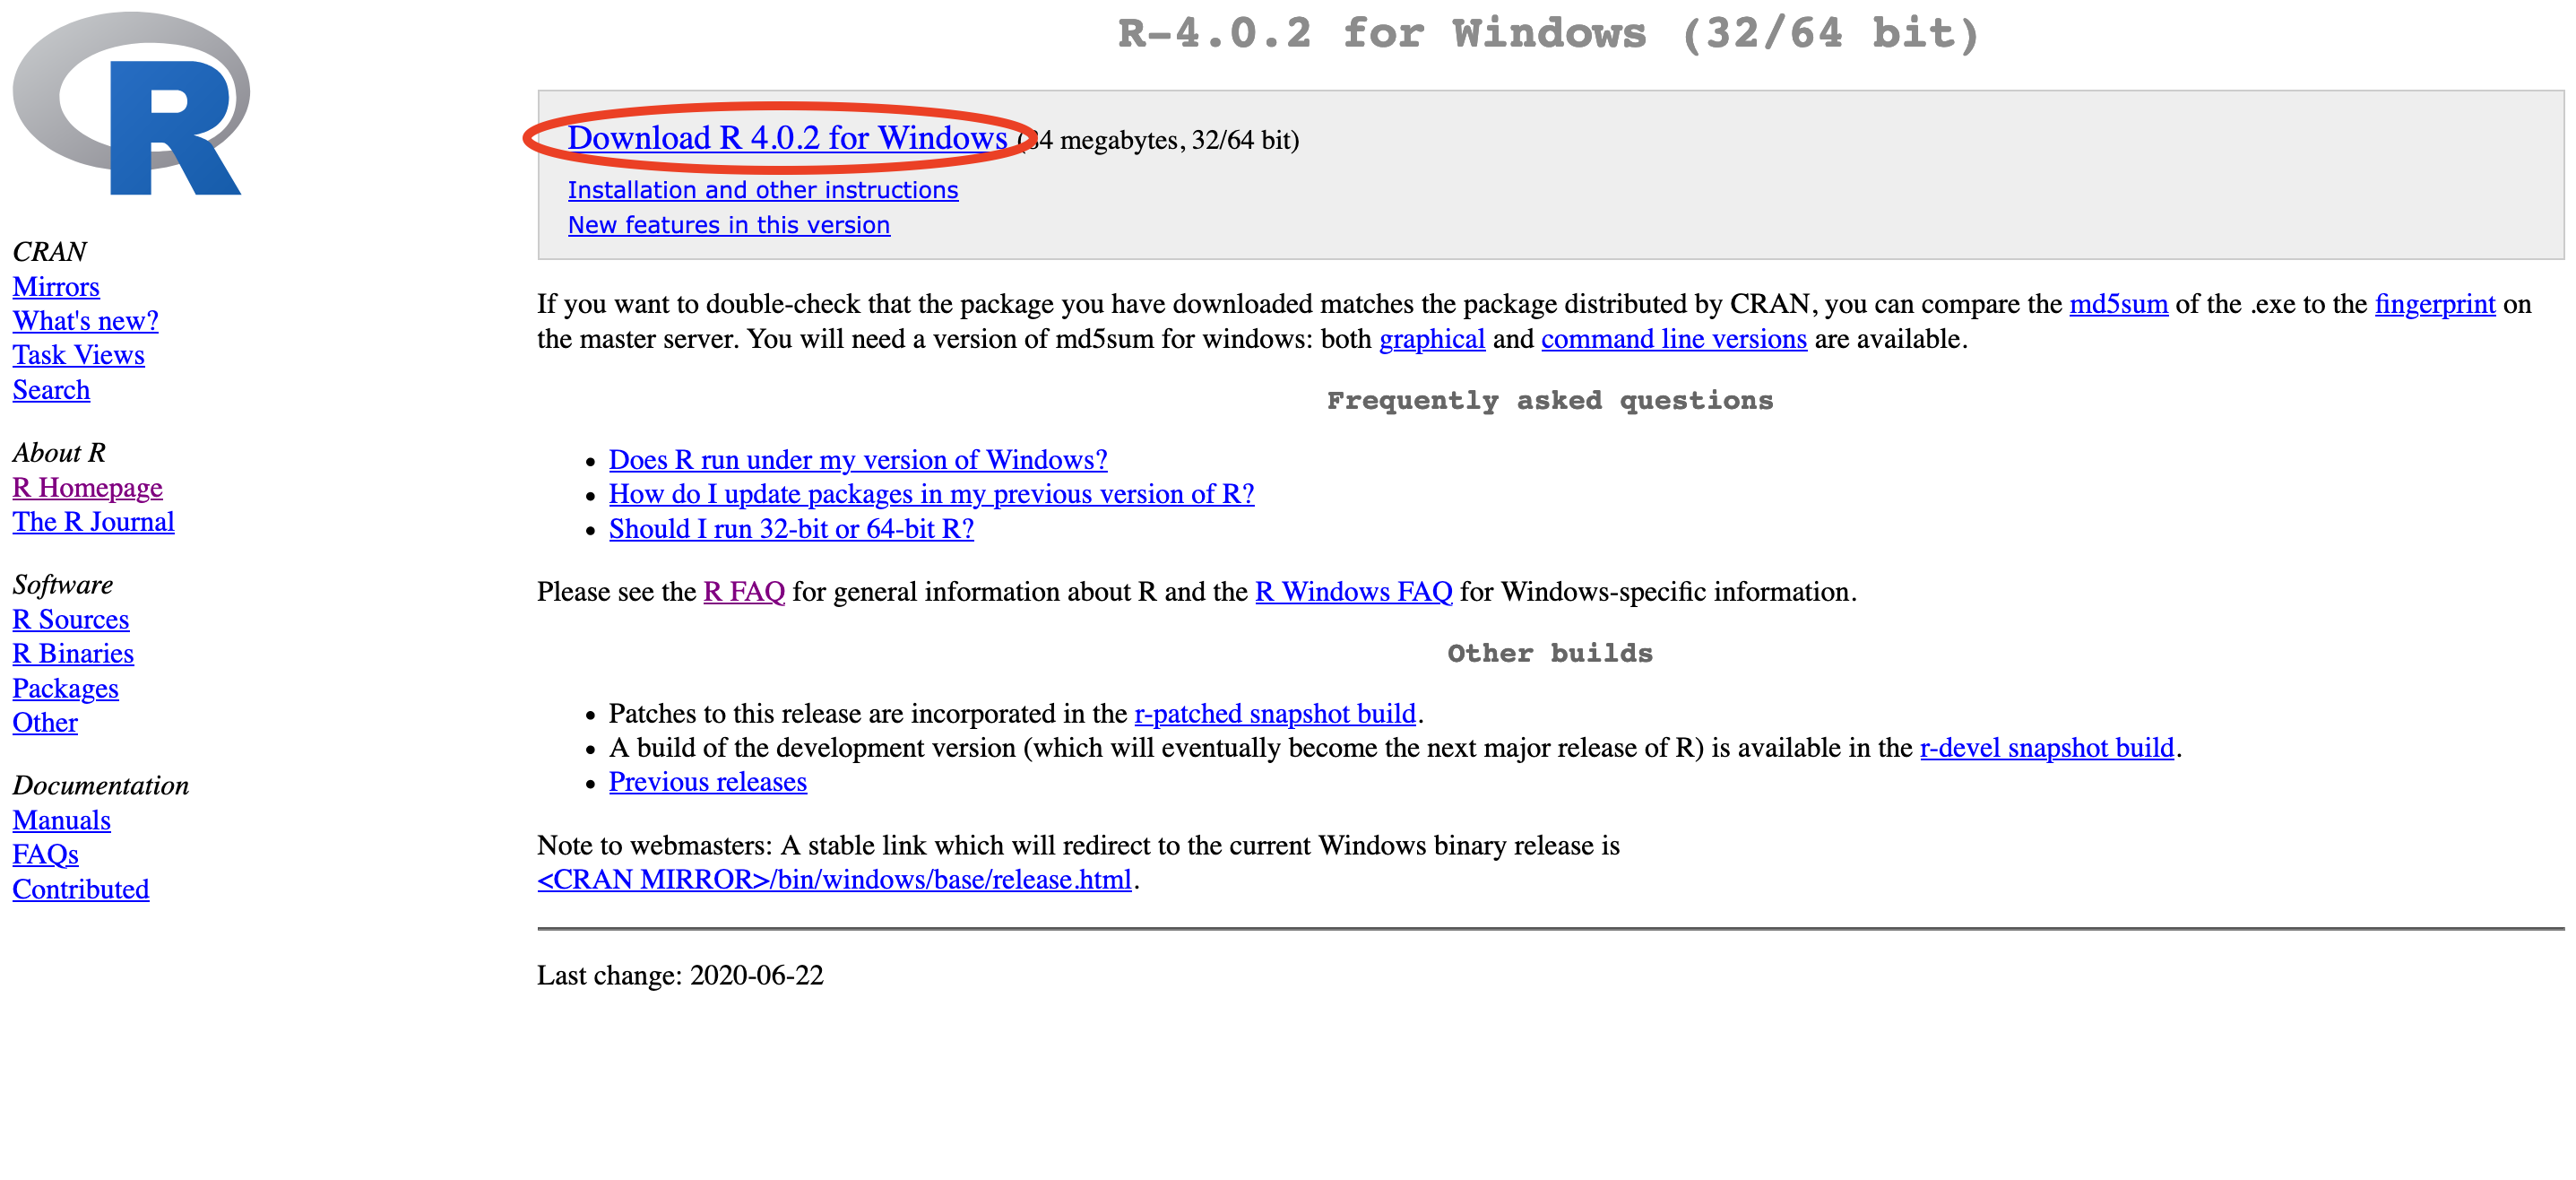 R-4.0.2 for Windows (32/64 bit)
Download R 4.0.2 for Windows (84 megabytes, 32/64 bit)
Installation and other instructions
New features in this version
R
CRAN
Mirrors
What's new?
Task Views
Search
About R
R Homepage
The R Journal
Software
R Sources
R Binaries
Packages
Other
Documentation
Manuals
FAQs
Contributed
If you want to double-check that the package you have downloaded matches the package distributed by CRAN, you can compare the md5sum of the .exe to the fingerprint on
the master server. You will need a version of md5sum for windows: both graphical and command line versions are available.
Frequently asked questions
Does R run under my version of Windows?
How do I update packages in my previous version of R?
Should I run 32-bit or 64-bit R?
Please see the R FAQ for general information about R and the R Windows FAQ for Windows-specific information.
Other builds
Patches to this release are incorporated in the r-patched snapshot build.
A build of the development version (which will eventually become the next major release of R) is available in the r-devel snapshot build.
Previous releases
Note to webmasters: A stable link which will redirect to the current Windows binary release is
<CRAN MIRROR>/bin/windows/base/release.html.
Last change: 2020-06-22